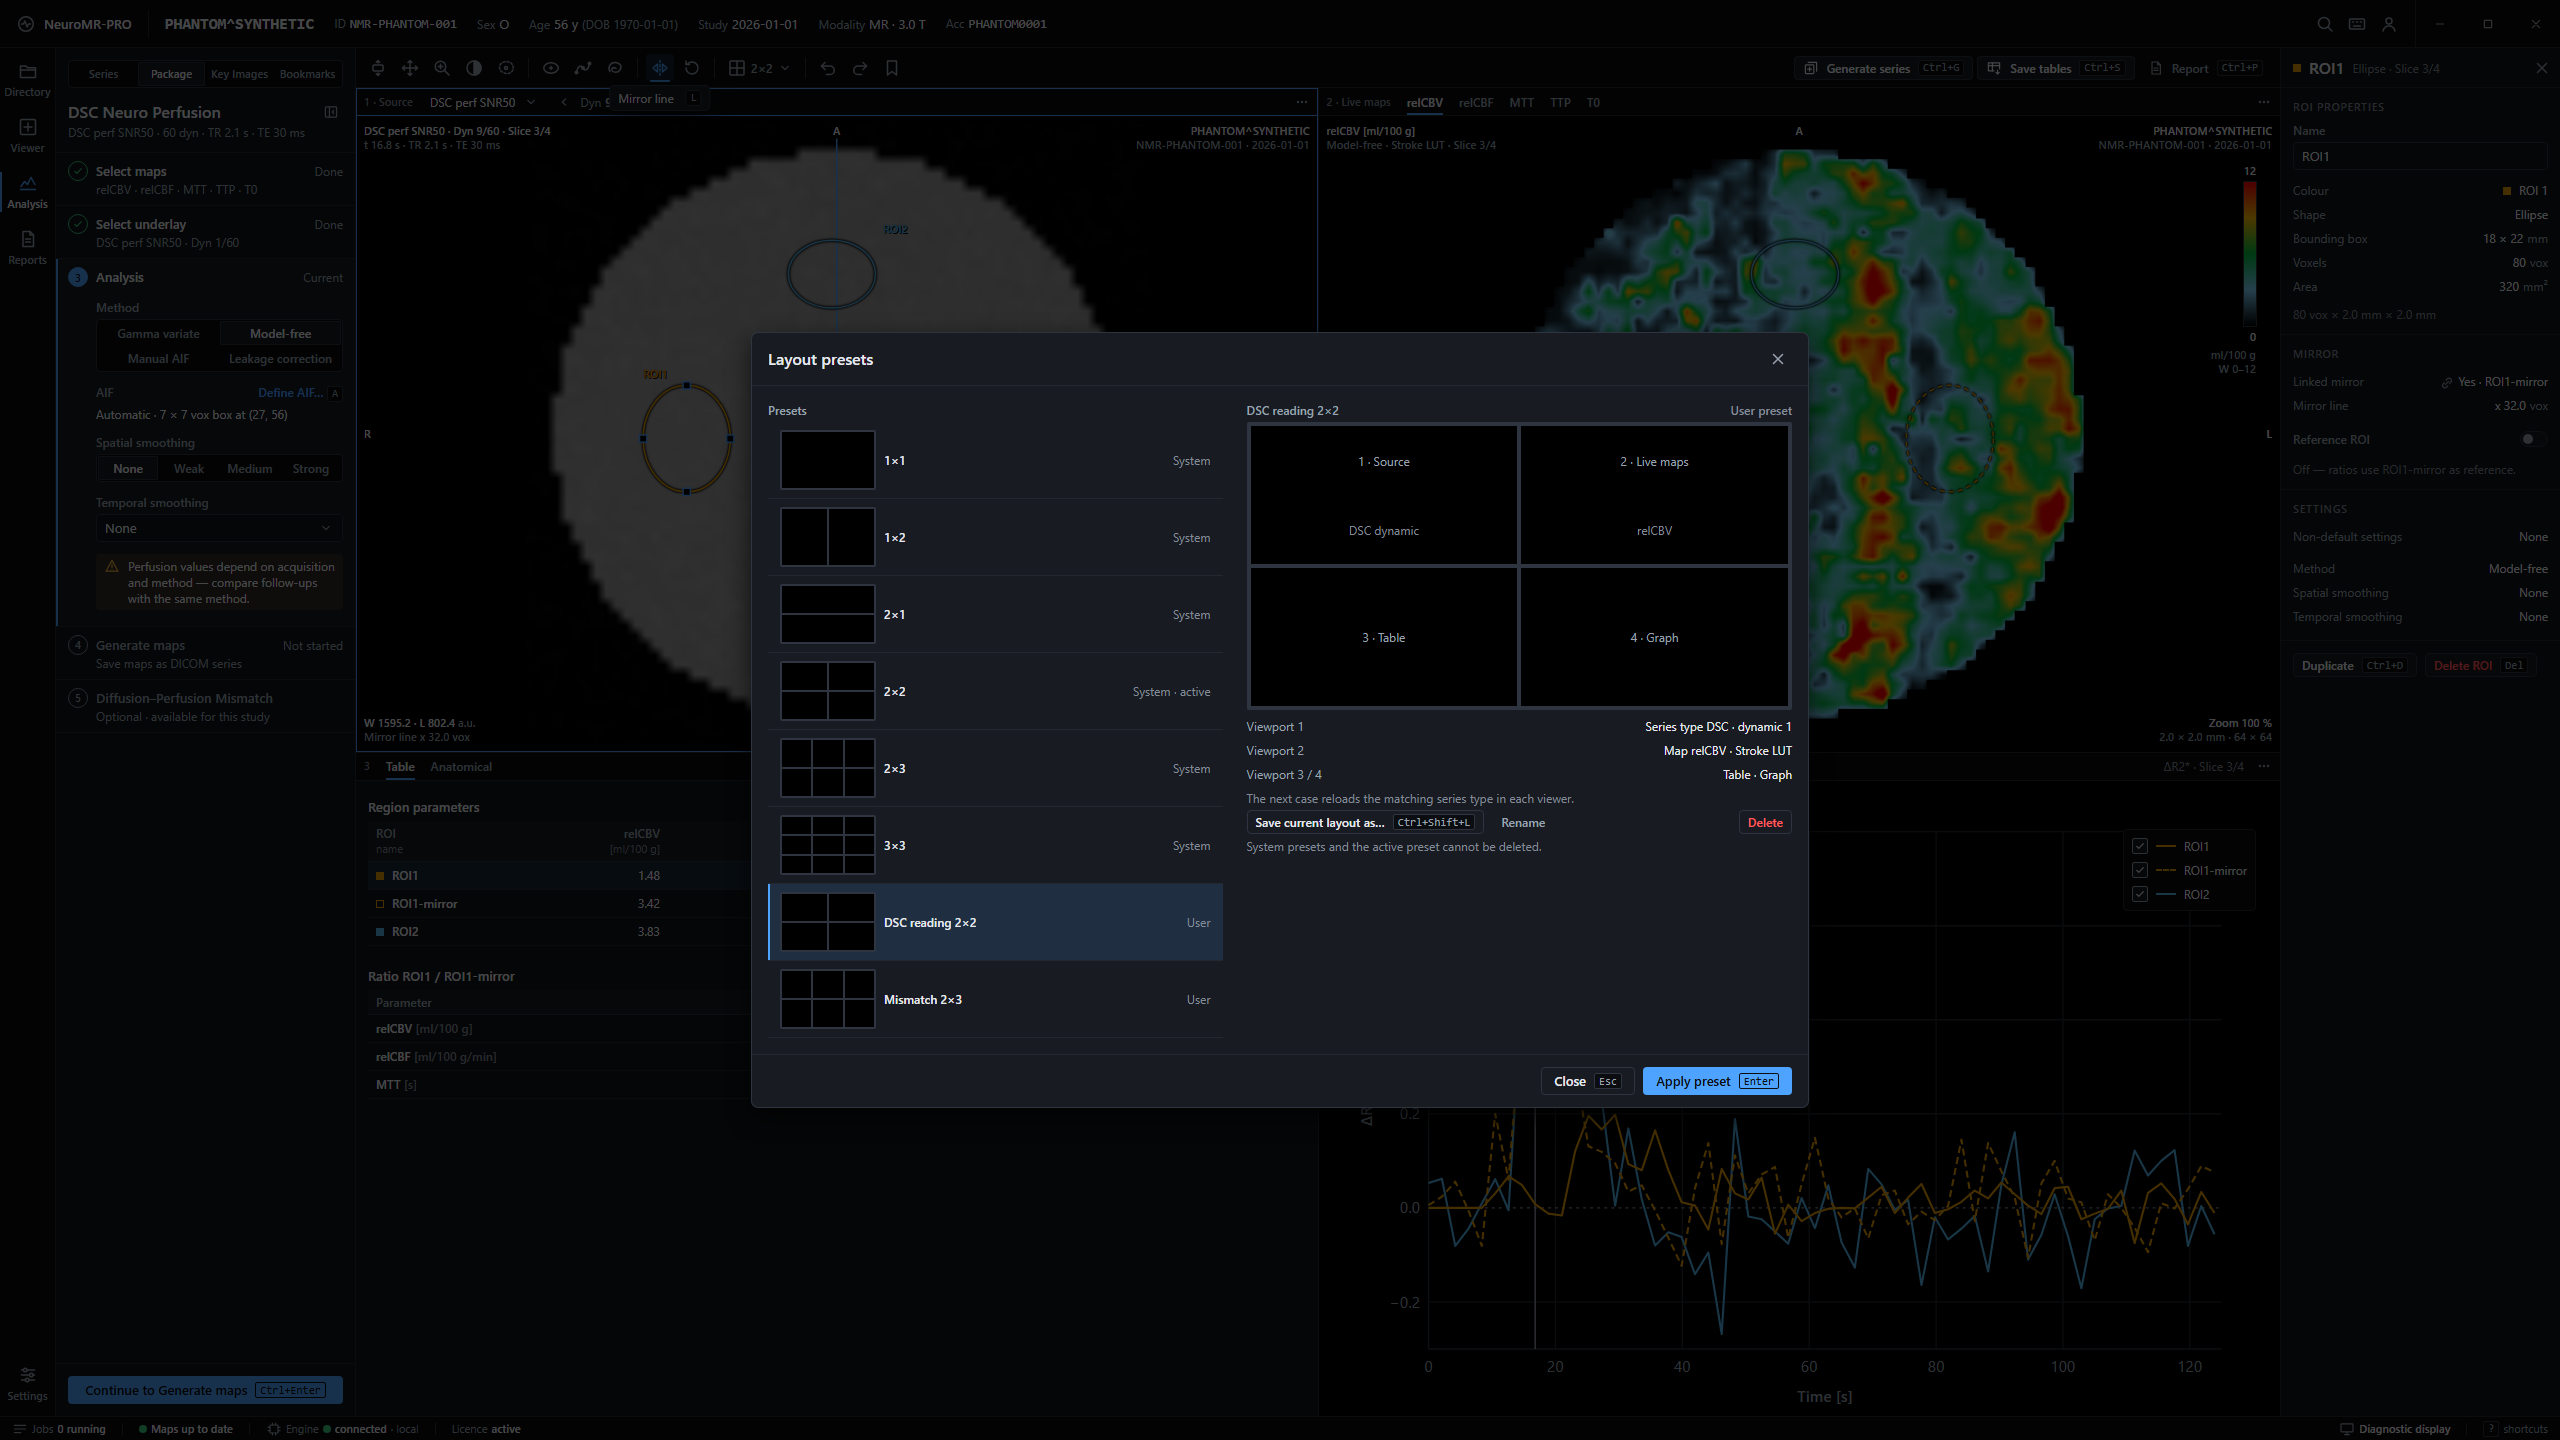 NeuroMR-PRO PHANTOM^SYNTHETIC ID NMR-PHANTOM-001 Sex O Age 56 y (DOB 1970-01-01) Study 2026-01-01 Modality MR · 3.0 T Acc PHANTOM0001
Directory
Viewer
Analysis
Reports
Settings
Series Package Key Images Bookmarks
DSC Neuro Perfusion
DSC perf SNR50 · 60 dyn · TR 2.1 s · TE 30 ms
Select maps Done
relCBV · relCBF · MTT · TTP · T0
Select underlay Done
DSC perf SNR50 · Dyn 1/60
3 Analysis Current
Method
Gamma variate Model-free
Manual AIF Leakage correction
AIF Define AIF... A
Automatic · 7 × 7 vox box at (27, 56)
Spatial smoothing
None Weak Medium Strong
Temporal smoothing
None
Perfusion values depend on acquisition
and method — compare follow-ups
with the same method.
4 Generate maps Not started
Save maps as DICOM series
5 Diffusion–Perfusion Mismatch
Optional · available for this study
Continue to Generate maps Ctrl+Enter
2×2
Generate series Ctrl+G Save tables Ctrl+S Report Ctrl+P
1 · Source DSC perf SNR50 Dyn 9
Mirror line L
DSC perf SNR50 · Dyn 9/60 · Slice 3/4
t 16.8 s · TR 2.1 s · TE 30 ms
A
PHANTOM^SYNTHETIC
NMR-PHANTOM-001 · 2026-01-01
ROI2
ROI1
R
W 1595.2 · L 802.4 a.u.
Mirror line x 32.0 vox
2 · Live maps relCBV relCBF MTT TTP T0
relCBV [ml/100 g]
Model-free · Stroke LUT · Slice 3/4
A
PHANTOM^SYNTHETIC
NMR-PHANTOM-001 · 2026-01-01
12
0
ml/100 g
W 0–12
L
Zoom 100 %
2.0 × 2.0 mm · 64 × 64
3 Table Anatomical
Region parameters
ROI relCBV
name [ml/100 g]
ROI1 1.48
ROI1-mirror 3.42
ROI2 3.83
Ratio ROI1 / ROI1-mirror
Parameter
relCBV [ml/100 g]
relCBF [ml/100 g/min]
MTT [s]
ΔR2* · Slice 3/4
ROI1
ROI1-mirror
ROI2
ΔR
0.2
0.0
−0.2
0 20 40 60 80 100 120
Time [s]
Layout presets
Presets
1×1 System
1×2 System
2×1 System
2×2 System · active
2×3 System
3×3 System
DSC reading 2×2 User
Mismatch 2×3 User
DSC reading 2×2 User preset
1 · Source 2 · Live maps
DSC dynamic relCBV
3 · Table 4 · Graph
Viewport 1 Series type DSC · dynamic 1
Viewport 2 Map relCBV · Stroke LUT
Viewport 3 / 4 Table · Graph
The next case reloads the matching series type in each viewer.
Save current layout as... Ctrl+Shift+L Rename Delete
System presets and the active preset cannot be deleted.
Close Esc Apply preset Enter
ROI1 Ellipse · Slice 3/4
ROI PROPERTIES
Name
ROI1
Colour ROI 1
Shape Ellipse
Bounding box 18 × 22 mm
Voxels 80 vox
Area 320 mm²
80 vox × 2.0 mm × 2.0 mm
MIRROR
Linked mirror Yes · ROI1-mirror
Mirror line x 32.0 vox
Reference ROI
Off — ratios use ROI1-mirror as reference.
SETTINGS
Non-default settings None
Method Model-free
Spatial smoothing None
Temporal smoothing None
Duplicate Ctrl+D Delete ROI Del
Jobs 0 running Maps up to date Engine connected · local Licence active
Diagnostic display ? shortcuts